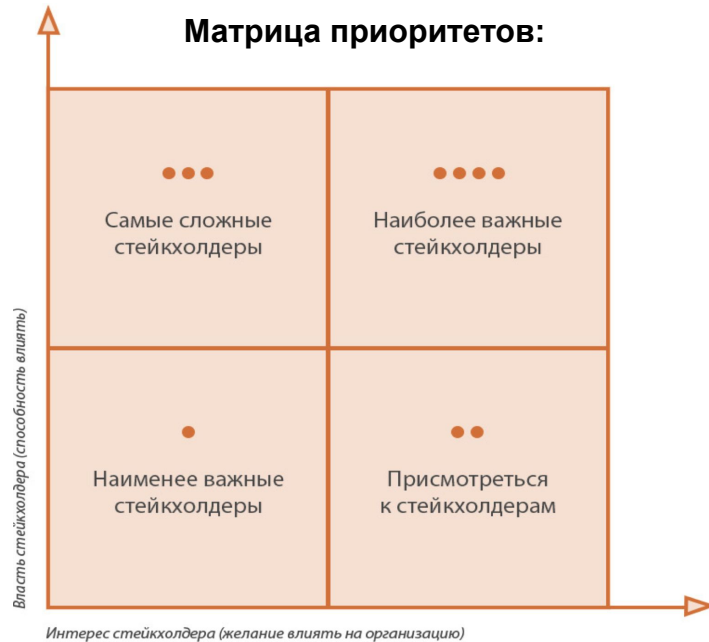 Матрица приоритетов:
Самые сложные
стейкхолдеры
Наиболее важные
стейкхолдеры
Наименее важные
стейкхолдеры
Присмотреться
к стейкхолдерам
Власть стейкхолдера (способность влиять)
Интерес стейкхолдера (желание влиять на организацию)